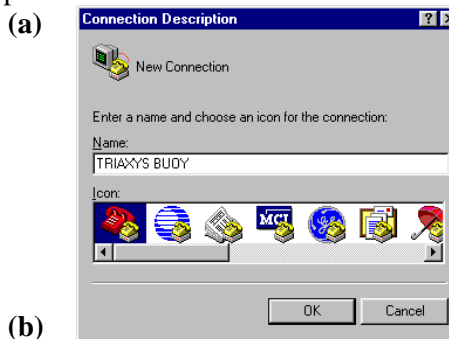 (a)
Connection Description
New Connection
Enter a name and choose an icon for the connection:
Name:
TRIAXYS BUOY
Icon:
MCI
OK Cancel
(b)